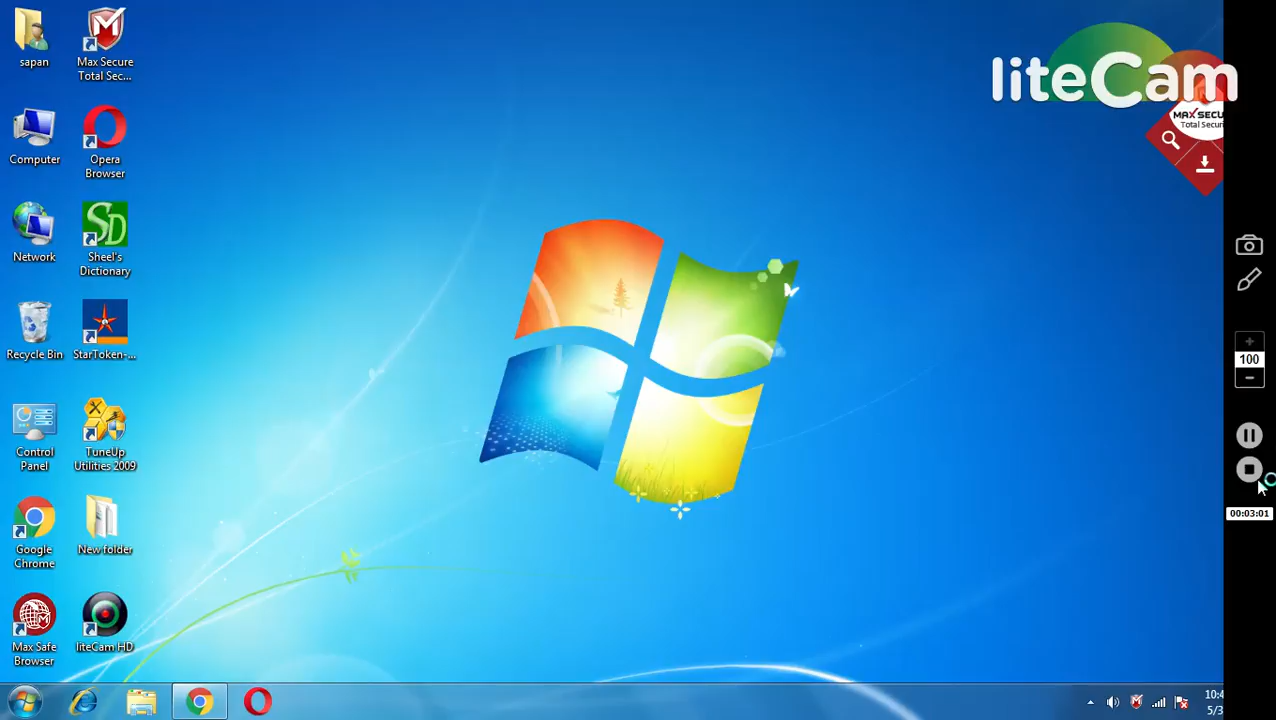 sapan
Max Secure
Total Sec...
Computer
Opera
Browser
Network
Sheel's
Dictionary
Recycle Bin
StarToken-...
Control
Panel
TuneUp
Utilities 2009
Google
Chrome
New folder
Max Safe
Browser
liteCam HD
liteCam
MAX SECU
Total Securi
100
00:03:01
10:4
5/3